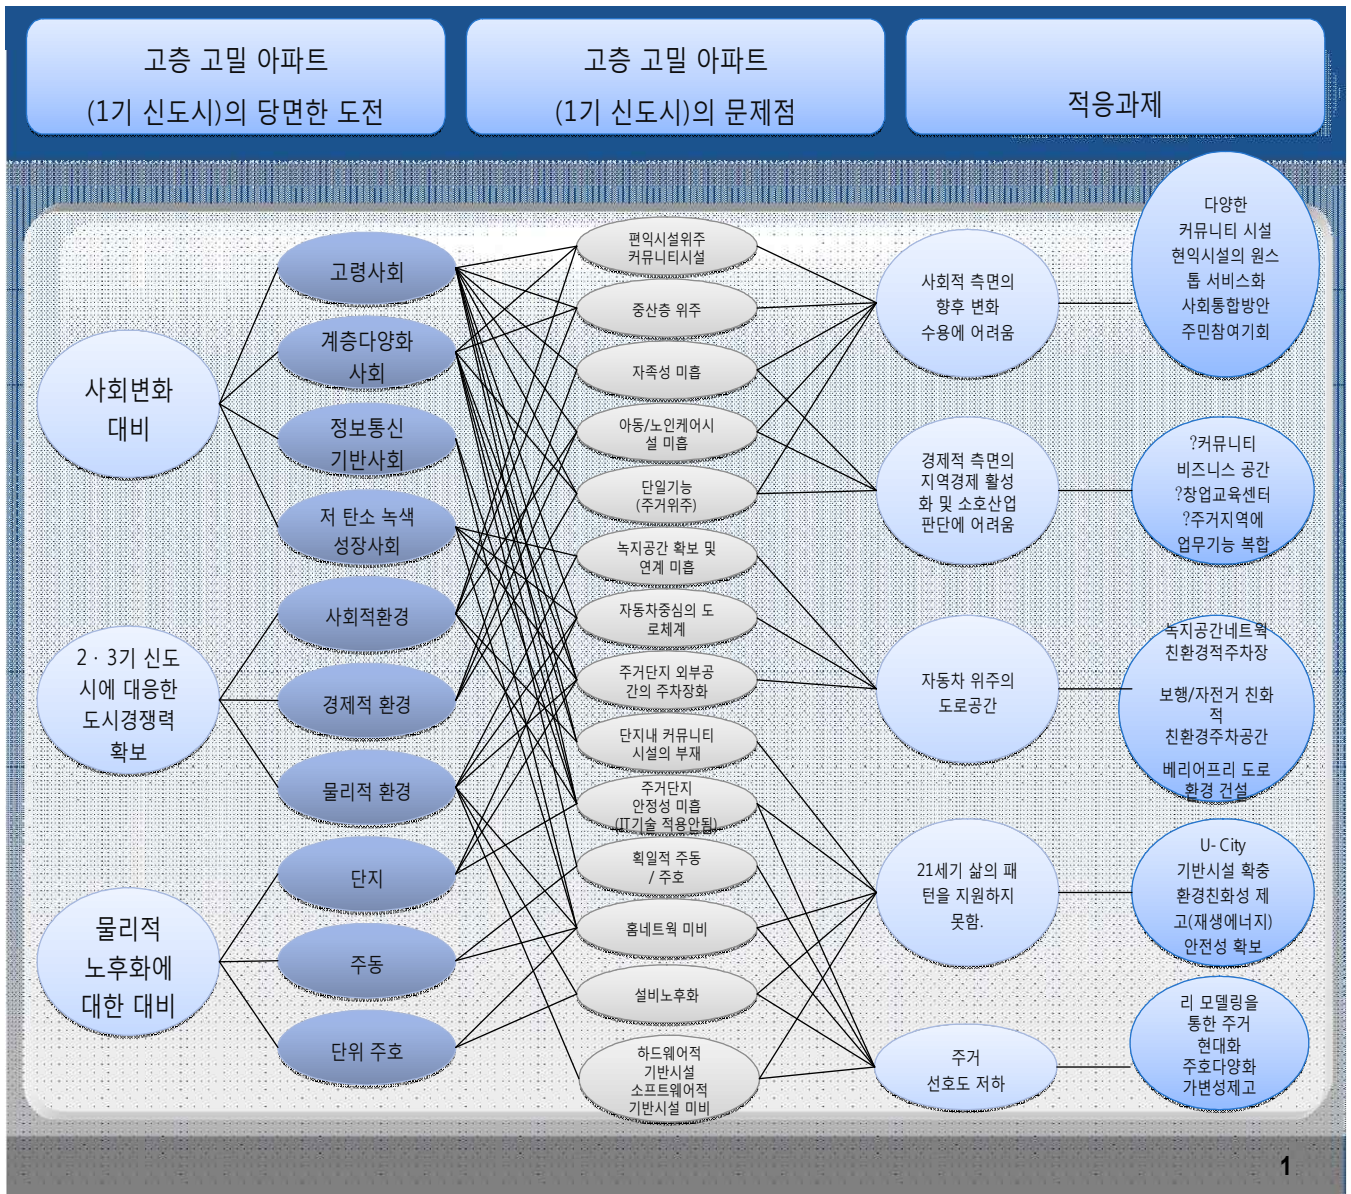 고층 고밀 아파트
(1기 신도시)의 당면한 도전
고층 고밀 아파트
(1기 신도시)의 문제점
적응과제
사회변화
대비
2 · 3기 신도
시에 대응한
도시경쟁력
확보
물리적
노후화에
대한 대비
고령사회
계층다양화
사회
정보통신
기반사회
저 탄소 녹색
성장사회
사회적환경
경제적 환경
물리적 환경
단지
주동
단위 주호
편익시설위주
커뮤니티시설
중산층 위주
자족성 미흡
아동/노인케어시
설 미흡
단일기능
(주거위주)
녹지공간 확보 및
연계 미흡
자동차중심의 도
로체계
주거단지 외부공
간의 주차장화
단지내 커뮤니티
시설의 부재
주거단지
안정성 미흡
(IT기술 적용안됨)
획일적 주동
/ 주호
홈네트웍 미비
설비노후화
하드웨어적
기반시설
소프트웨어적
기반시설 미비
사회적 측면의
향후 변화
수용에 어려움
경제적 측면의
지역경제 활성
화 및 소호산업
판단에 어려움
자동차 위주의
도로공간
21세기 삶의 패
턴을 지원하지
못함.
주거
선호도 저하
다양한
커뮤니티 시설
현익시설의 원스
톱 서비스화
사회통합방안
주민참여기회
?커뮤니티
비즈니스 공간
?창업교육센터
?주거지역에
업무기능 복합
녹지공간네트웍
친환경적주차장
보행/자전거 친화
적
친환경주차공간
베리어프리 도로
환경 건설
U- City
기반시설 확충
환경친화성 제
고(재생에너지)
안전성 확보
리 모델링을
통한 주거
현대화
주호다양화
가변성제고
1